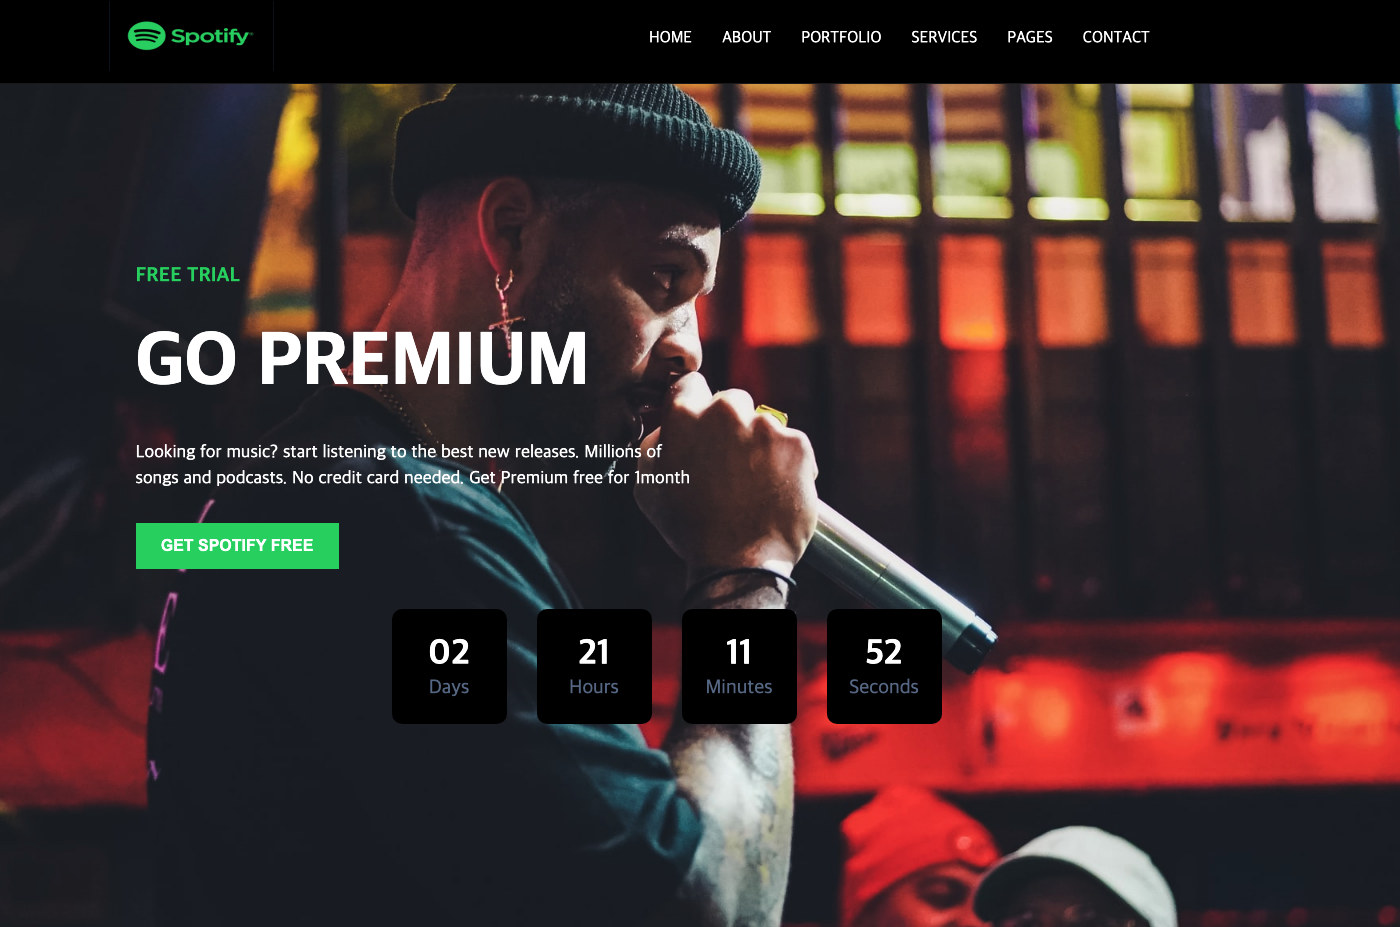 Spotify
HOME ABOUT PORTFOLIO SERVICES PAGES CONTACT
FREE TRIAL
GO PREMIUM
Looking for music? start listening to the best new releases. Millions of
songs and podcasts. No credit card needed. Get Premium free for 1month
GET SPOTIFY FREE
02 21 11 52
Days Hours Minutes Seconds